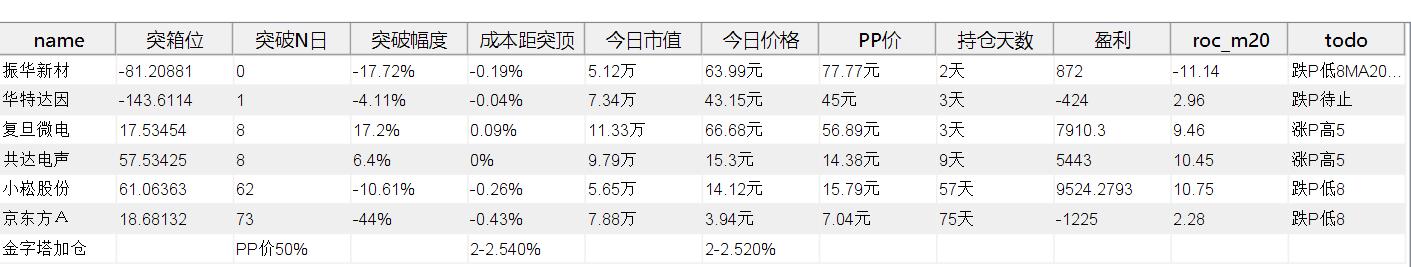 name 突箱位 突破N日 突破幅度 成本距突顶 今日市值 今日价格 PP价 持仓天数 盈利 roc_m20 todo
振华新材 -81.20881 0 -17.72% -0.19% 5.12万 63.99元 77.77元 2天 872 -11.14 跌P低8MA20...
华特达因 -143.6114 1 -4.11% -0.04% 7.34万 43.15元 45元 3天 -424 2.96 跌P待止
复旦微电 17.53454 8 17.2% 0.09% 11.33万 66.68元 56.89元 3天 7910.3 9.46 涨P高5
共达电声 57.53425 8 6.4% 0% 9.79万 15.3元 14.38元 9天 5443 10.45 涨P高5
小崧股份 61.06363 62 -10.61% -0.26% 5.65万 14.12元 15.79元 57天 9524.2793 10.75 跌P低8
京东方Ａ 18.68132 73 -44% -0.43% 7.88万 3.94元 7.04元 75天 -1225 2.28 跌P低8
金字塔加仓 PP价50% 2-2.540% 2-2.520%